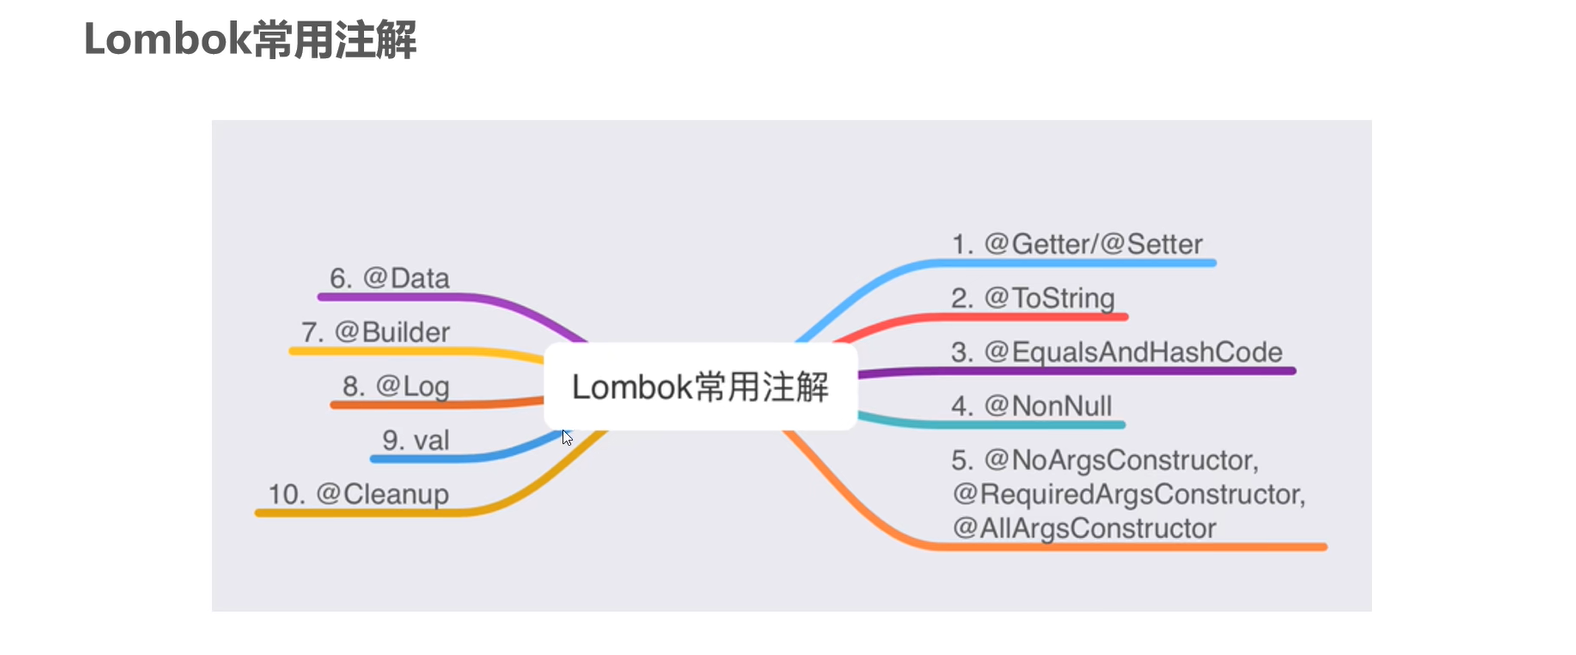 Lombok常用注解
Lombok常用注解
1. @Getter/@Setter
2. @ToString
3. @EqualsAndHashCode
4. @NonNull
5. @NoArgsConstructor,
@RequiredArgsConstructor,
@AllArgsConstructor
6. @Data
7. @Builder
8. @Log
9. val
10. @Cleanup